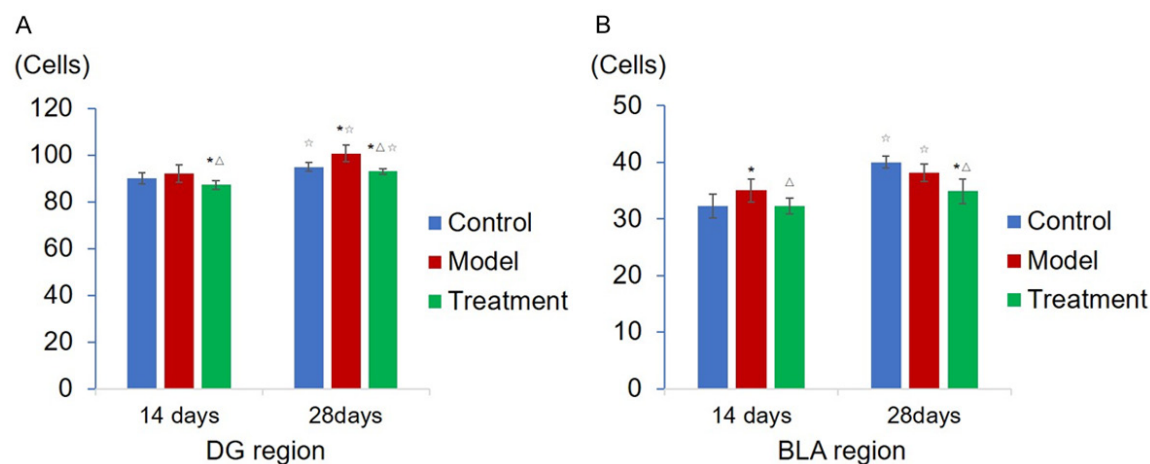 A
(Cells)
120
100
80
60
40
20
0
*△
☆
*☆
*△☆
14 days
28days
DG region
Control
Model
Treatment
B
(Cells)
50
40
30
20
10
0
*
△
☆
☆
*△
14 days
28days
BLA region
Control
Model
Treatment